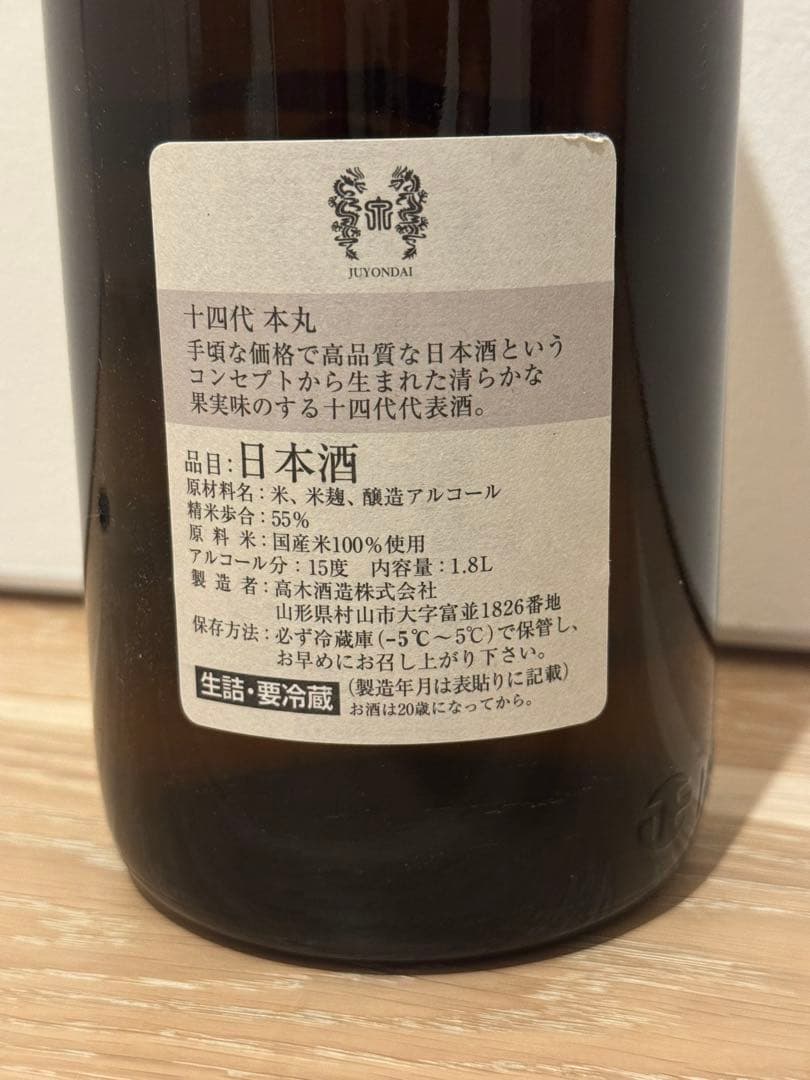 JUYONDAI
十四代 本丸
手頃な価格で高品質な日本酒という
コンセプトから生まれた清らかな
果実味のする十四代代表酒。
品目：日本酒
原材料名：米、米麹、醸造アルコール
精米歩合：55%
原料米：国産米100%使用
アルコール分：15度 内容量：1.8L
製造者：高木酒造株式会社
山形県村山市大字富並1826番地
保存方法：必ず冷蔵庫（−5℃〜5℃）で保管し、
お早めにお召し上がり下さい。
生詰・要冷蔵（製造年月は表貼りに記載）
お酒は20歳になってから。